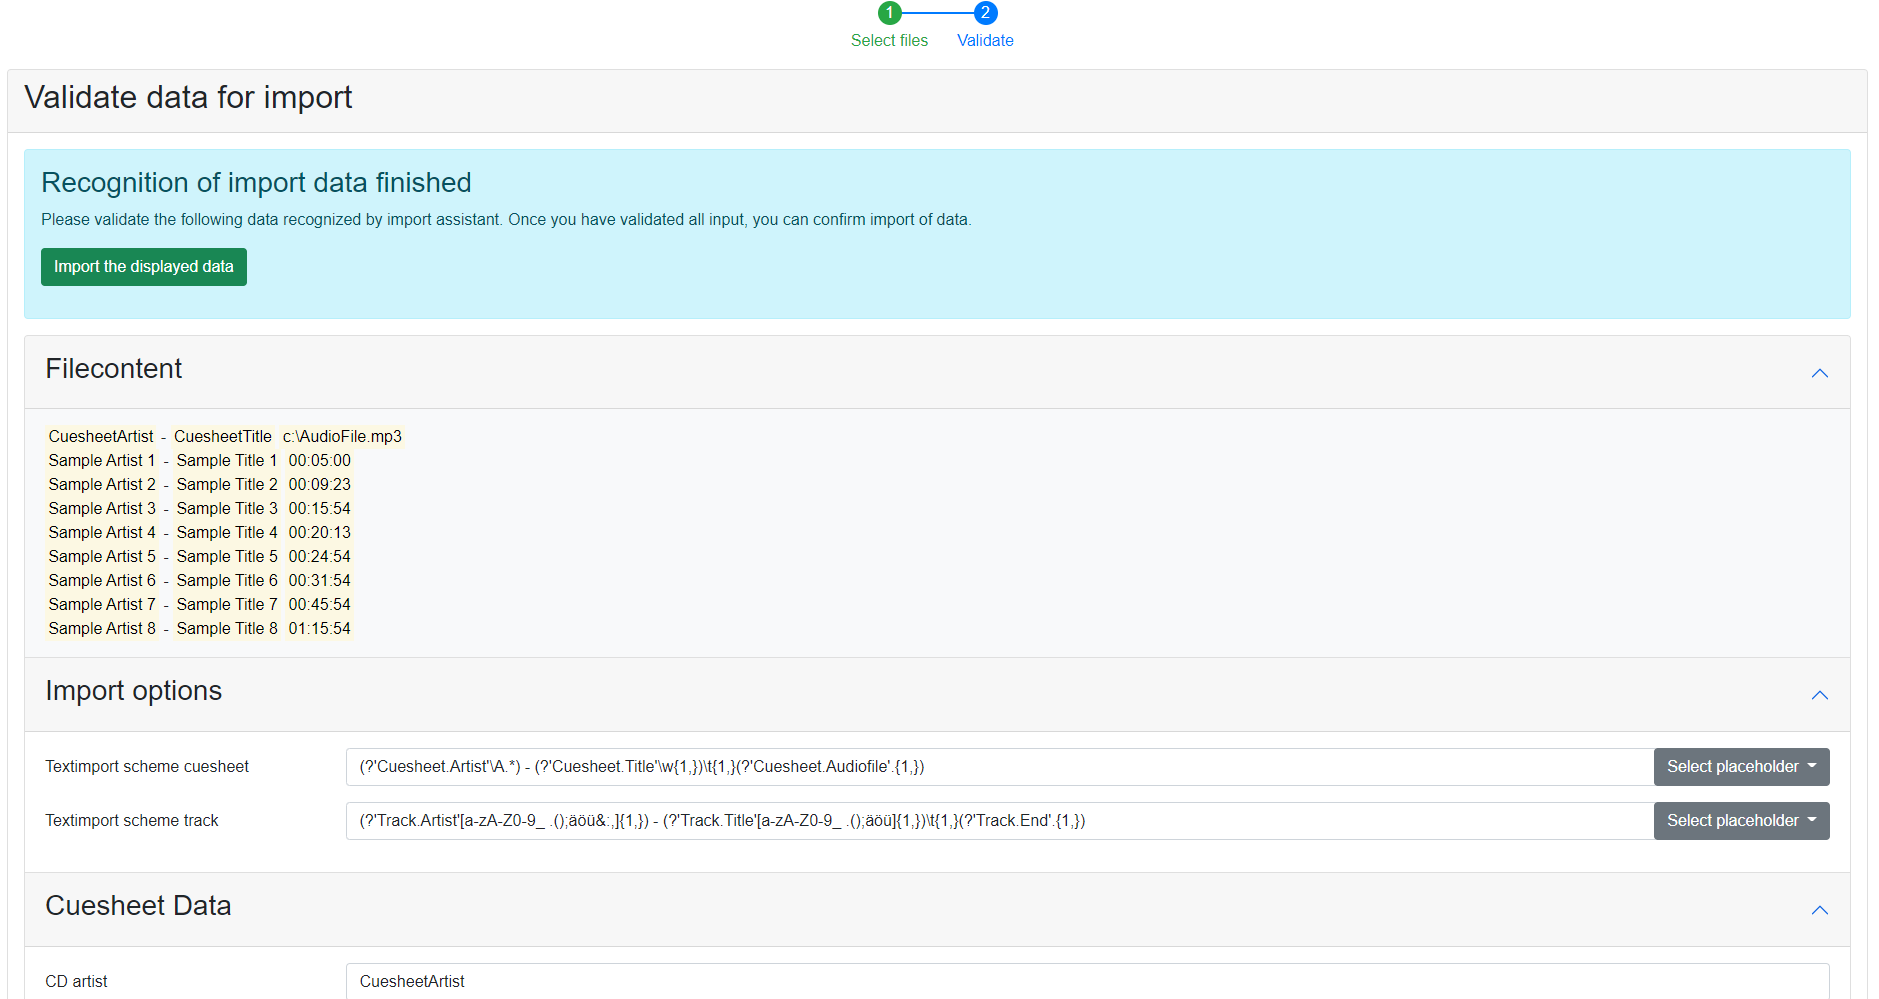 1 2
Select files Validate
Validate data for import
Recognition of import data finished
Please validate the following data recognized by import assistant. Once you have validated all input, you can confirm import of data.
Import the displayed data
Filecontent
CuesheetArtist - CuesheetTitle c:\AudioFile.mp3
Sample Artist 1 - Sample Title 1 00:05:00
Sample Artist 2 - Sample Title 2 00:09:23
Sample Artist 3 - Sample Title 3 00:15:54
Sample Artist 4 - Sample Title 4 00:20:13
Sample Artist 5 - Sample Title 5 00:24:54
Sample Artist 6 - Sample Title 6 00:31:54
Sample Artist 7 - Sample Title 7 00:45:54
Sample Artist 8 - Sample Title 8 01:15:54
Import options
Textimport scheme cuesheet (?'Cuesheet.Artist'\A.*) - (?'Cuesheet.Title'\w{1,})\t{1,}(?'Cuesheet.Audiofile'.{1,}) Select placeholder
Textimport scheme track (?'Track.Artist'[a-zA-Z0-9_ .();äöü&:,]{1,}) - (?'Track.Title'[a-zA-Z0-9_ .();äöü]{1,})\t{1,}(?'Track.End'.{1,}) Select placeholder
Cuesheet Data
CD artist CuesheetArtist